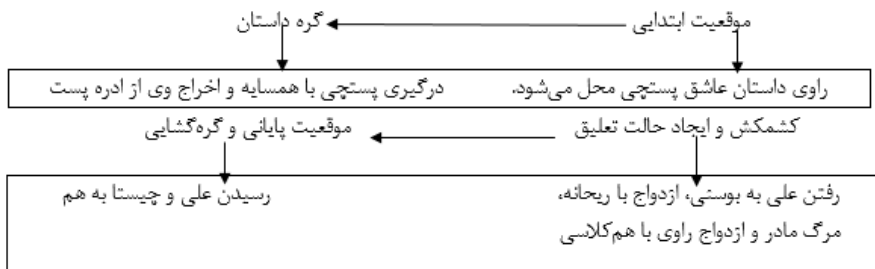 موقعیت ابتدایی گره داستان
راوی داستان عاشق پستچی محل می‌شود. درگیری پستچی با همسایه و اخراج وی از ادره پست
کشمکش و ایجاد حالت تعلیق موقعیت پایانی و گره‌گشایی
رفتن علی به بوسنی، ازدواج با ریحانه، رسیدن علی و چیستا به هم
مرگ مادر و ازدواج راوی با هم‌کلاسی